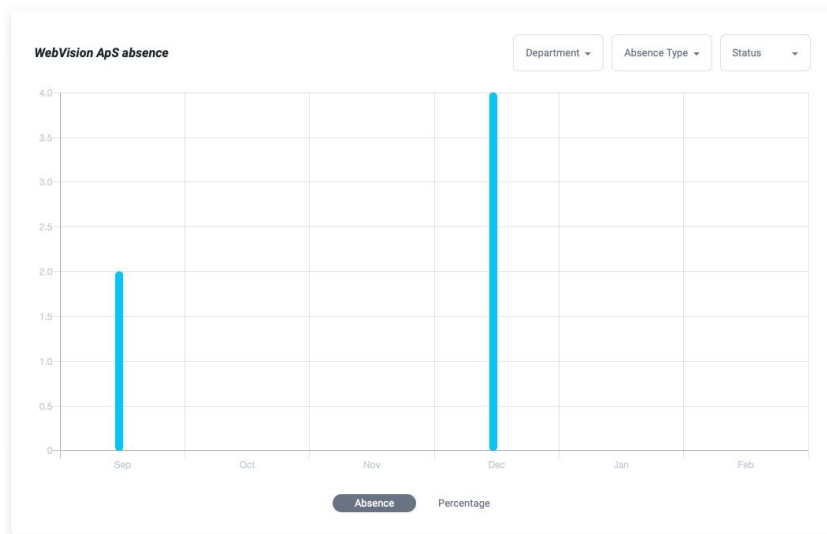 WebVision ApS absence
Department
Absence Type
Status
4.0
3.5
3.0
2.5
2.0
1.5
1.0
0.5
0
Sep Oct Nov Dec Jan Feb
Absence Percentage